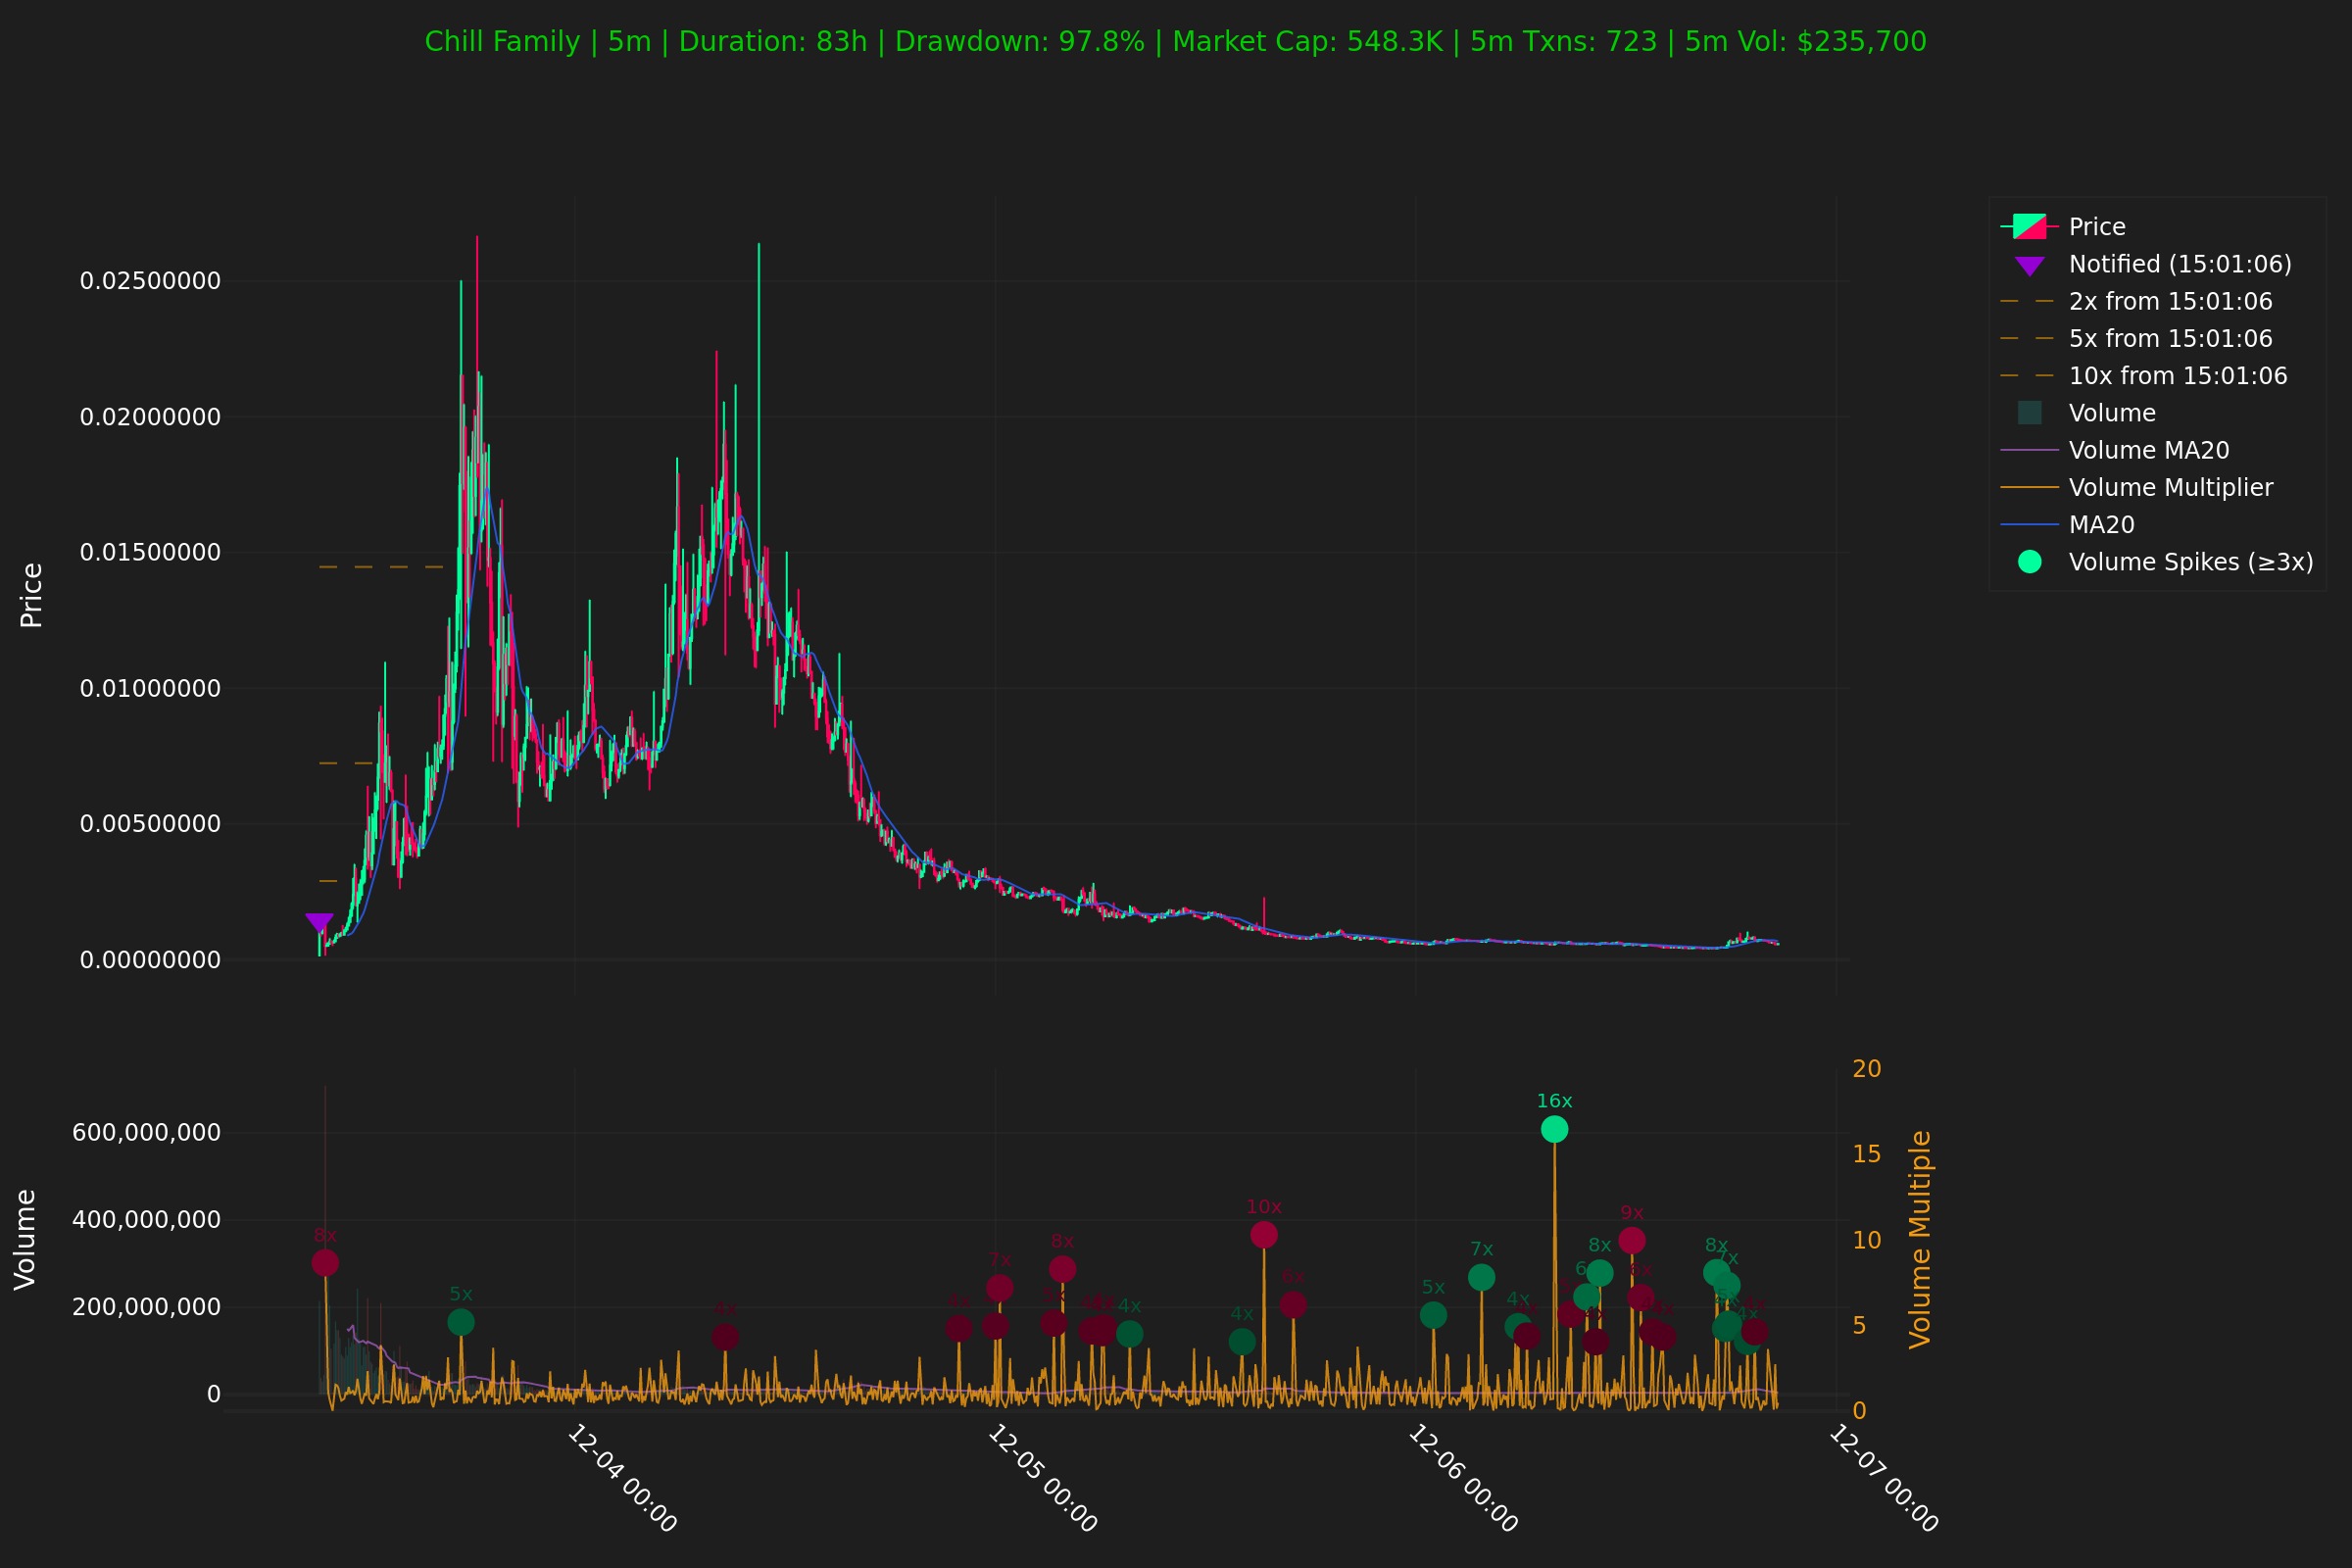 Chill Family | 5m | Duration: 83h | Drawdown: 97.8% | Market Cap: 548.3K | 5m Txns: 723 | 5m Vol: $235,700
Price
0.02500000
0.02000000
0.01500000
0.01000000
0.00500000
0.00000000
Price
Notified (15:01:06)
2x from 15:01:06
5x from 15:01:06
10x from 15:01:06
Volume
Volume MA20
Volume Multiplier
MA20
Volume Spikes (≥3x)
Volume
600,000,000
400,000,000
200,000,000
0
8x
5x
7x
8x
4x
4x
10x
6x
5x
7x
4x
16x
8x
9x
8x
7x
4x
20
15
10
5
0
Volume Multiple
12-04 00:00
12-05 00:00
12-06 00:00
12-07 00:00